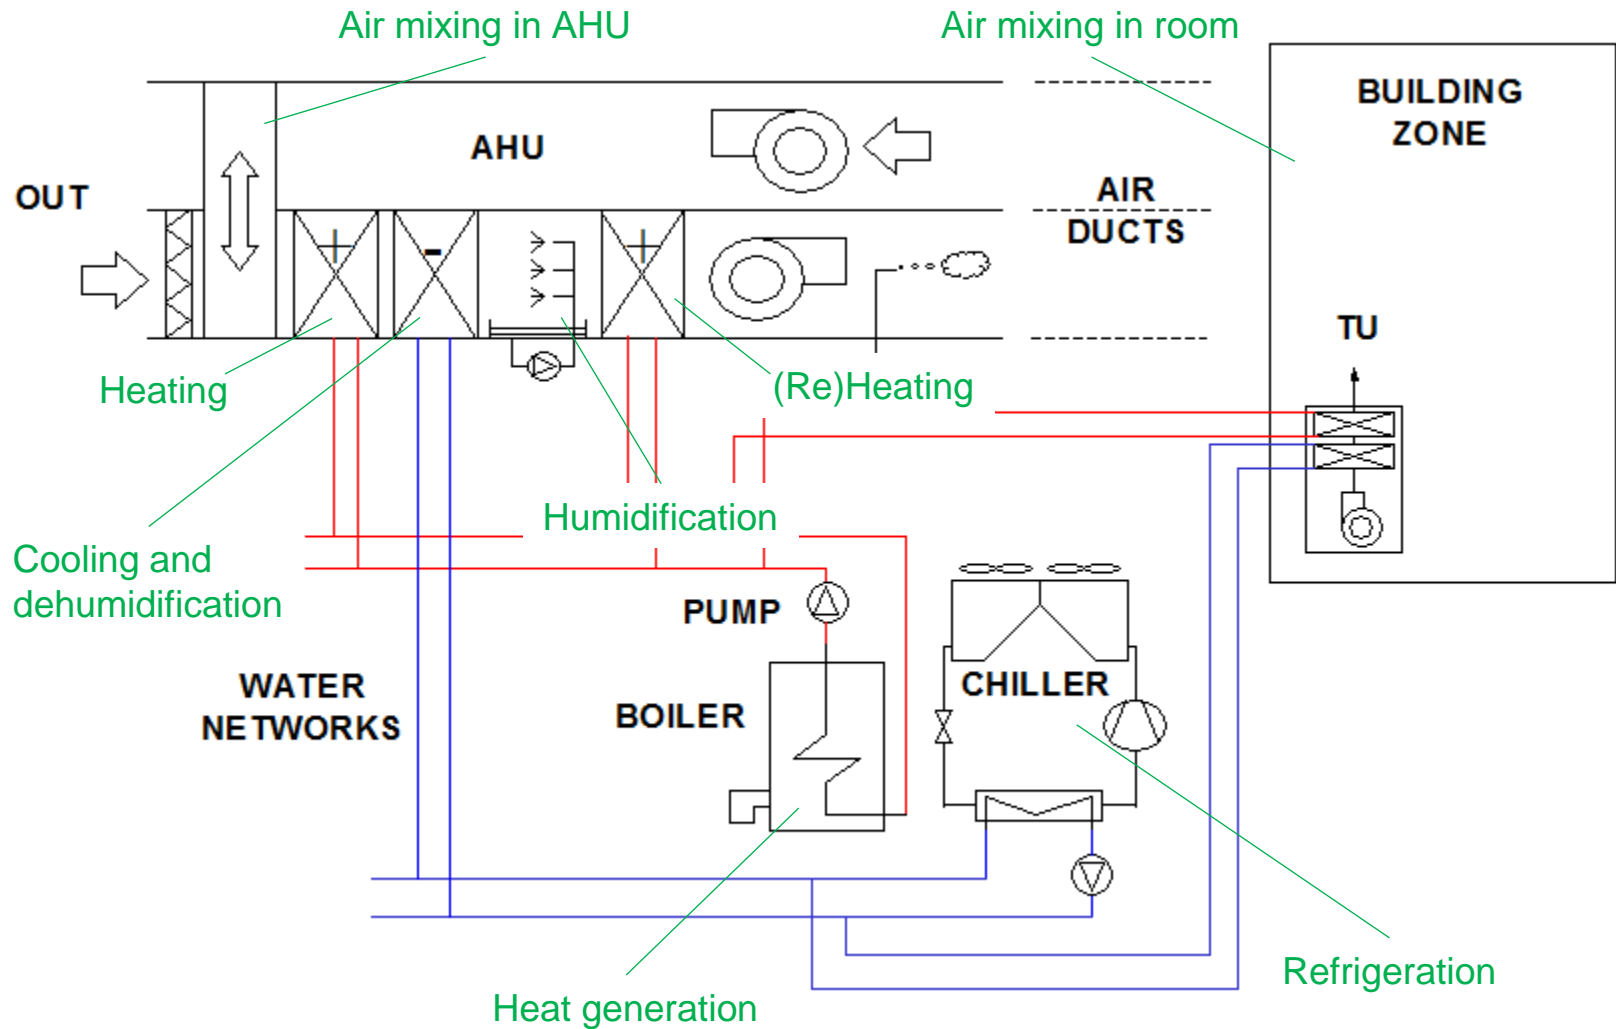 Air mixing in AHU
Air mixing in room
BUILDING
ZONE
AHU
OUT
AIR
DUCTS
+
-
+
TU
Heating
(Re)Heating
Humidification
Cooling and
dehumidification
PUMP
WATER
NETWORKS
BOILER
CHILLER
Refrigeration
Heat generation